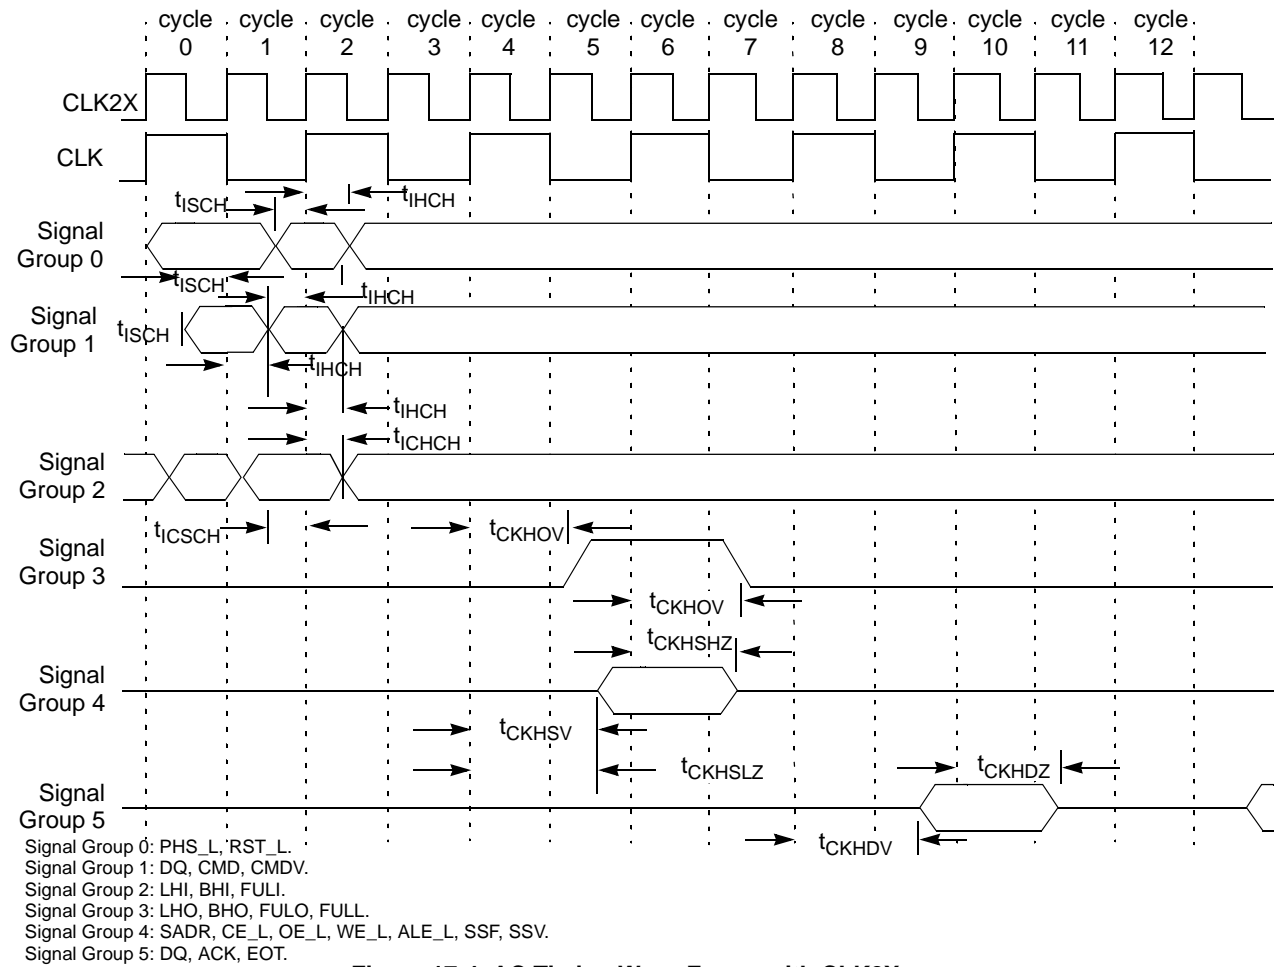 cycle cycle cycle cycle cycle cycle cycle cycle cycle cycle cycle cycle cycle
0 1 2 3 4 5 6 7 8 9 10 11 12
CLK2X
CLK
tISCH
tIHCH
Signal
Group 0
tISCH
tIHCH
Signal
Group 1
tISCH
tIHCH
tIHCH
tICHCH
Signal
Group 2
tICSCH
tCKHOV
Signal
Group 3
tCKHOV
tCKHSHZ
Signal
Group 4
tCKHSV
tCKHSLZ
tCKHDZ
Signal
Group 5
tCKHDV
Signal Group 0: PHS_L, RST_L.
Signal Group 1: DQ, CMD, CMDV.
Signal Group 2: LHI, BHI, FULI.
Signal Group 3: LHO, BHO, FULO, FULL.
Signal Group 4: SADR, CE_L, OE_L, WE_L, ALE_L, SSF, SSV.
Signal Group 5: DQ, ACK, EOT.